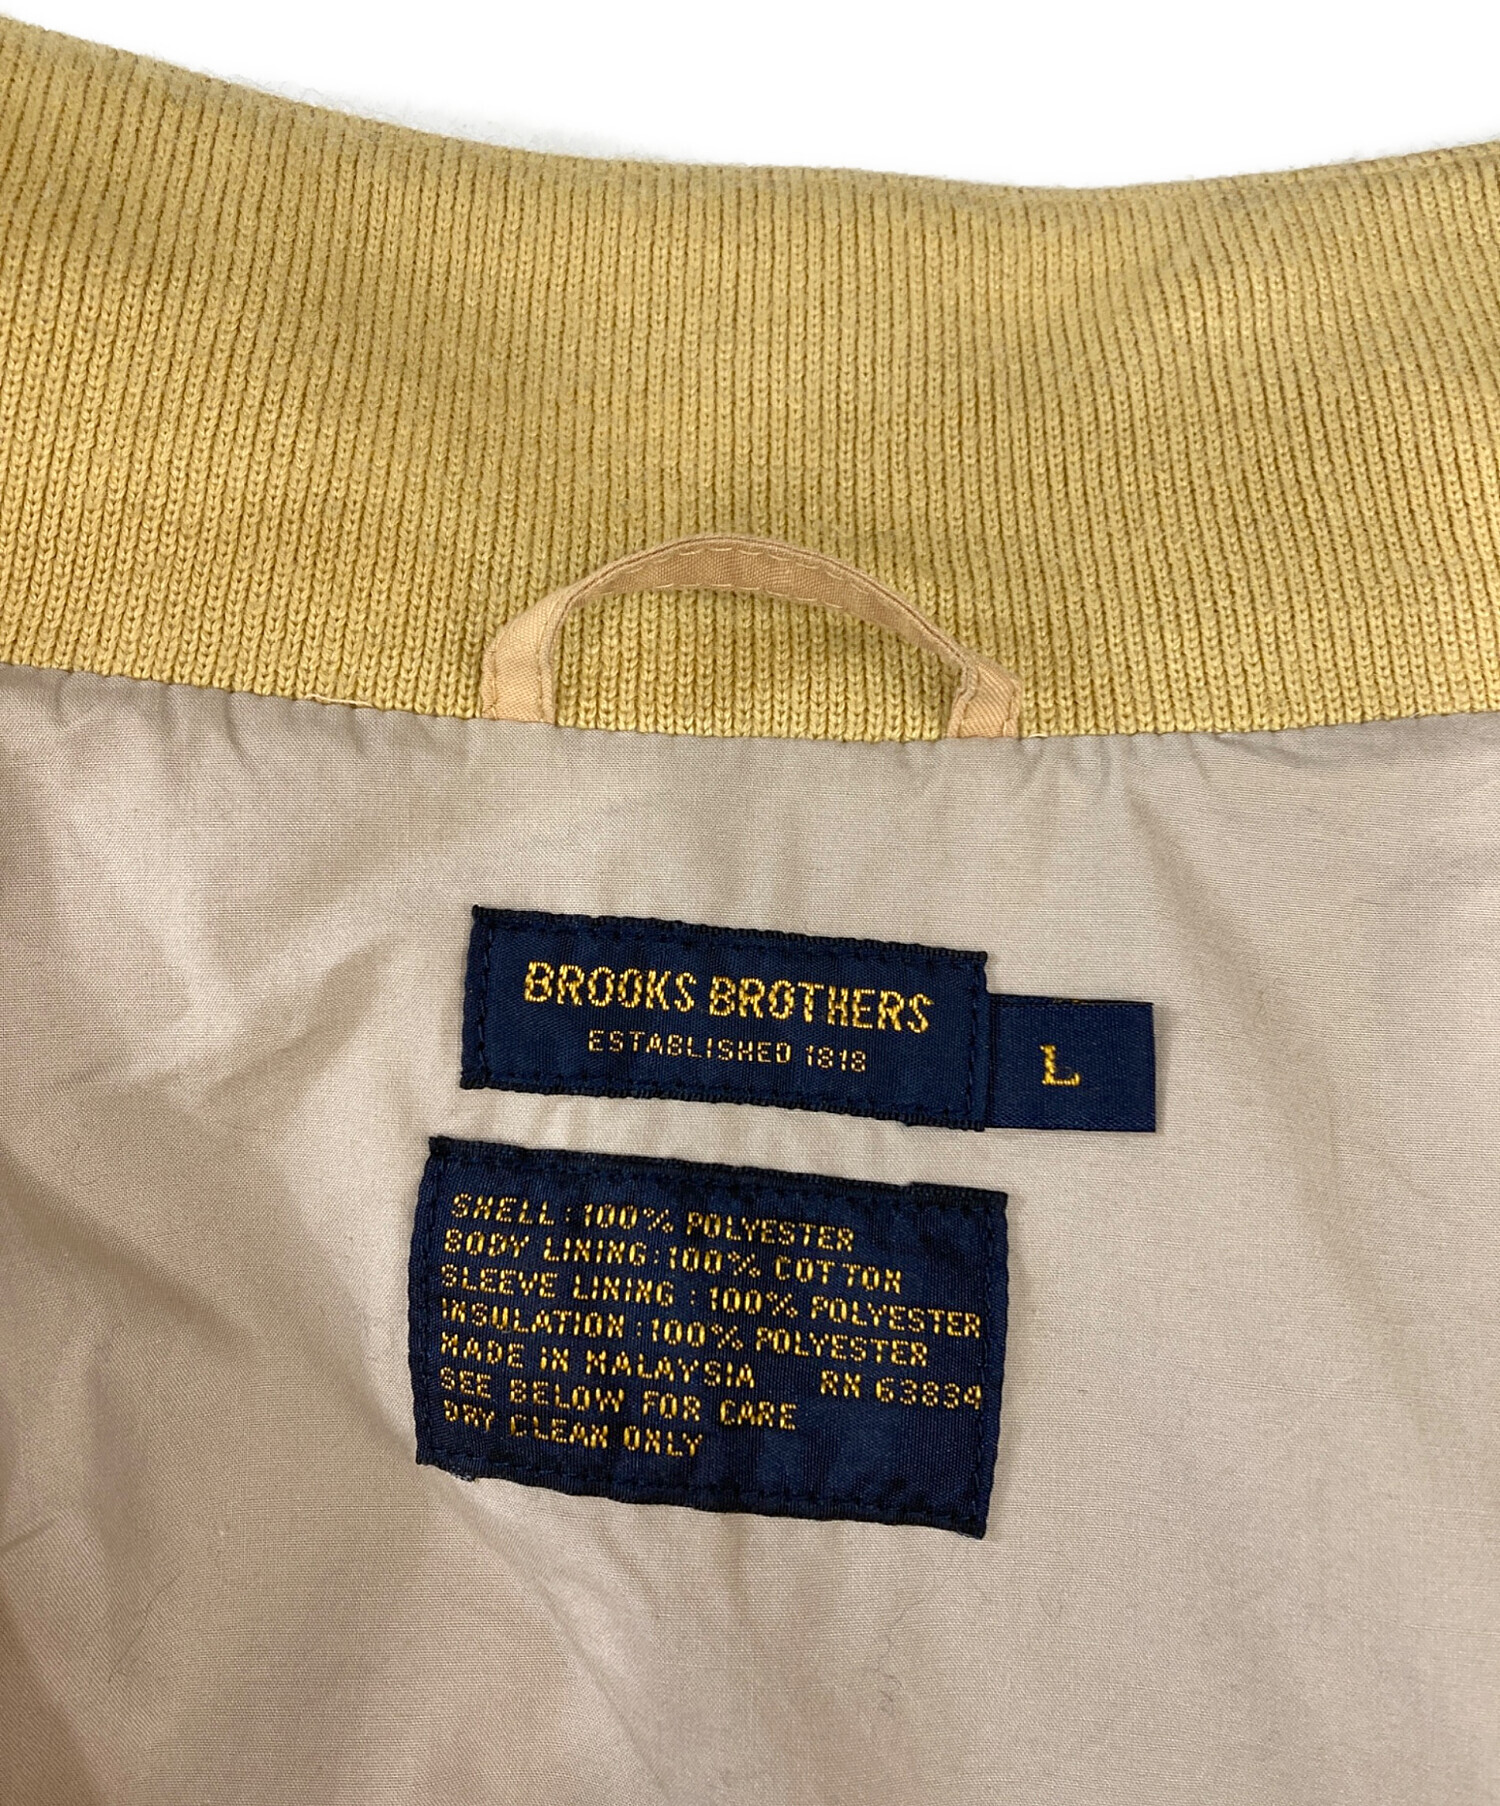 BROOKS BROTHERS
ESTABLISHED 1818
L
SHELL : 100% POLYESTER
BODY LINING : 100% COTTON
SLEEVE LINING : 100% POLYESTER
INSULATION : 100% POLYESTER
MADE IN MALAYSIA RN 63834
SEE BELOW FOR CARE
DRY CLEAN ONLY